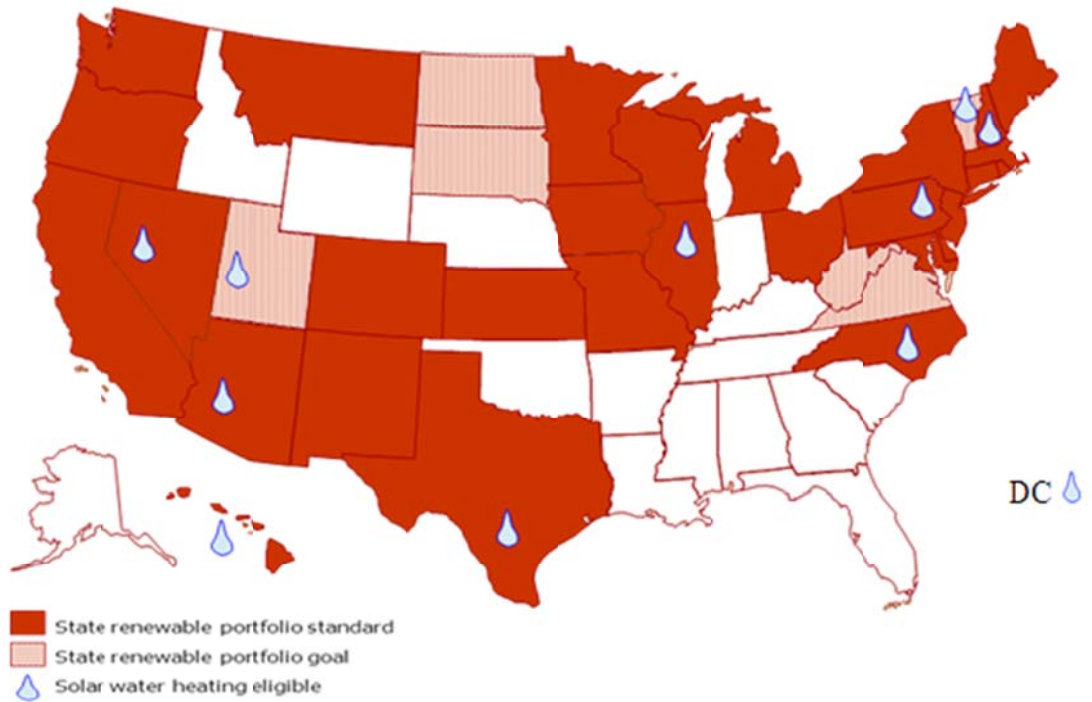 DC
State renewable portfolio standard
State renewable portfolio goal
Solar water heating eligible